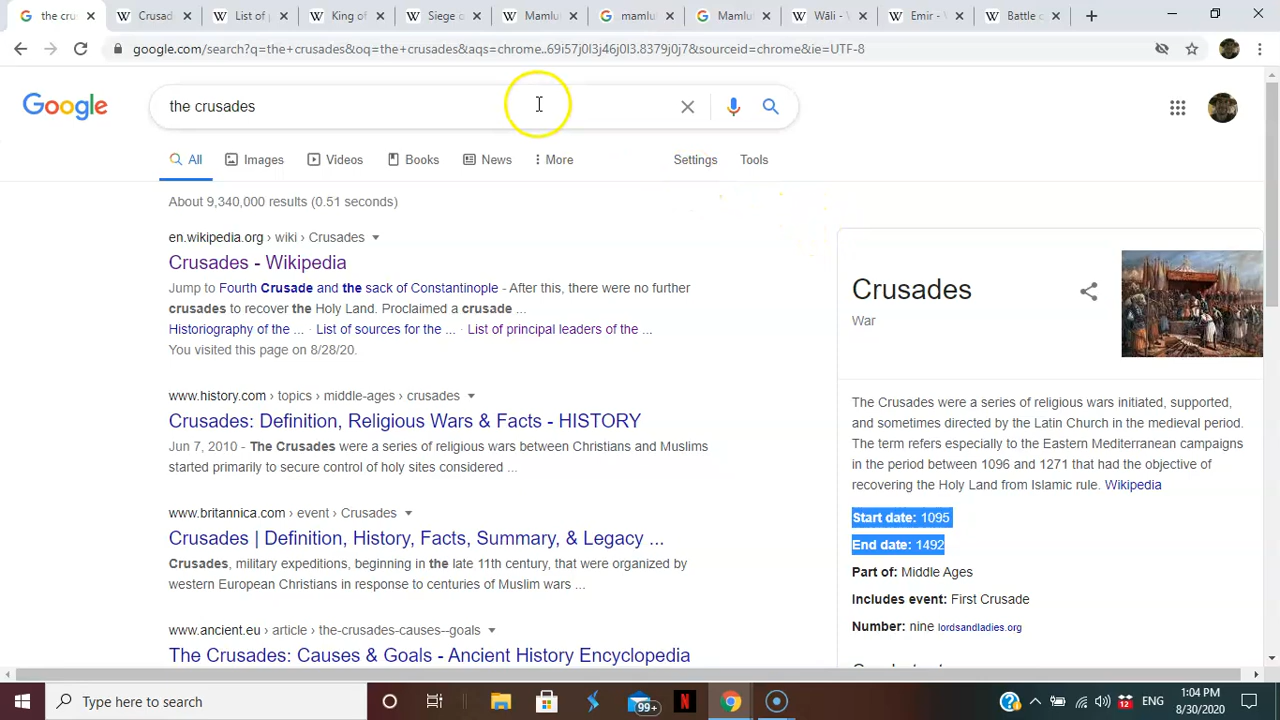 the cru
Crusad
List of p
King of
Siege o
Mamlu
mamlu
Mamlu
Wāli - V
Emir - W
Battle c
google.com/search?q=the+crusades&oq=the+crusades&aqs=chrome..69i57j0l3j46j0l3.8379j0j7&sourceid=chrome&ie=UTF-8
Google
the crusades
All
Images
Videos
Books
News
More
Settings
Tools
About 9,340,000 results (0.51 seconds)
en.wikipedia.org › wiki › Crusades
Crusades - Wikipedia
Jump to Fourth Crusade and the sack of Constantinople - After this, there were no further
crusades to recover the Holy Land. Proclaimed a crusade ...
Historiography of the ... · List of sources for the ... · List of principal leaders of the ...
You visited this page on 8/28/20.
www.history.com › topics › middle-ages › crusades
Crusades: Definition, Religious Wars & Facts - HISTORY
Jun 7, 2010 - The Crusades were a series of religious wars between Christians and Muslims
started primarily to secure control of holy sites considered ...
www.britannica.com › event › Crusades
Crusades | Definition, History, Facts, Summary, & Legacy ...
Crusades, military expeditions, beginning in the late 11th century, that were organized by
western European Christians in response to centuries of Muslim wars ...
www.ancient.eu › article › the-crusades-causes--goals
The Crusades: Causes & Goals - Ancient History Encyclopedia
Crusades
War
The Crusades were a series of religious wars initiated, supported,
and sometimes directed by the Latin Church in the medieval period.
The term refers especially to the Eastern Mediterranean campaigns
in the period between 1096 and 1271 that had the objective of
recovering the Holy Land from Islamic rule. Wikipedia
Start date: 1095
End date: 1492
Part of: Middle Ages
Includes event: First Crusade
Number: nine lordsandladies.org
Type here to search
99+
N
12
ENG
1:04 PM
8/30/2020